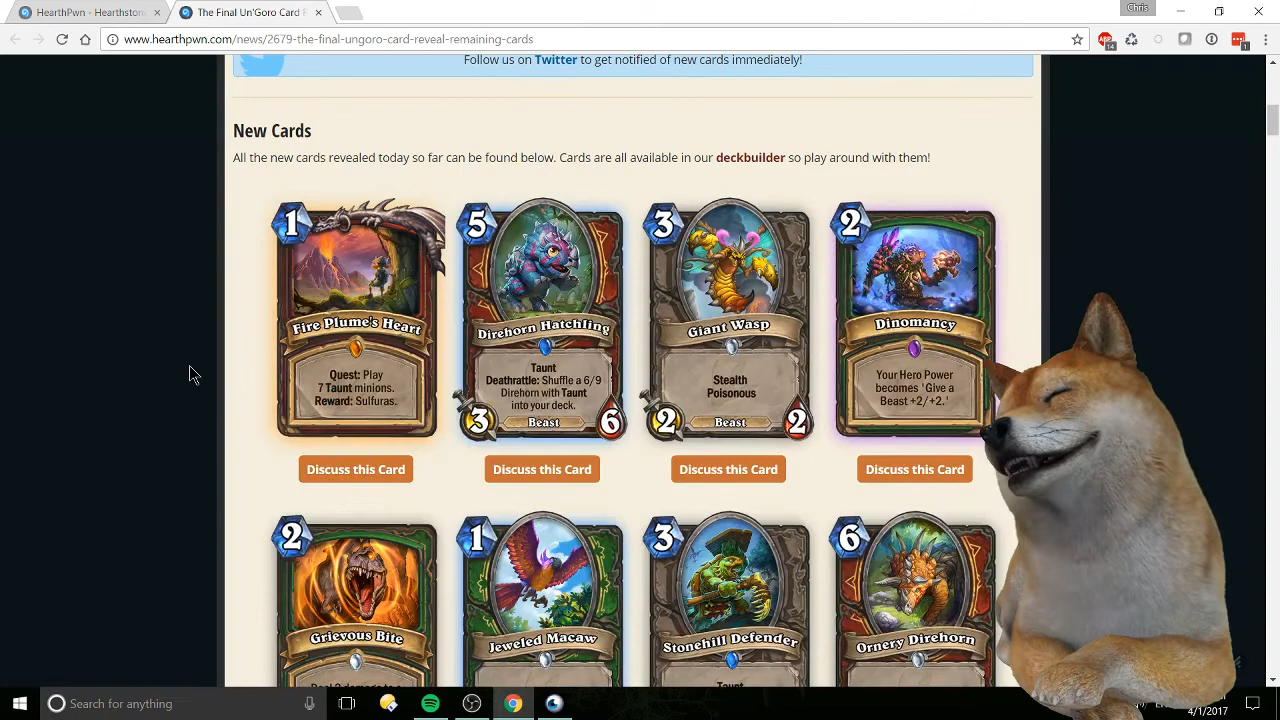 Chris
HearthPwn - Hearthston
The Final Un'Goro Card
www.hearthpwn.com/news/2679-the-final-ungoro-card-reveal-remaining-cards
14
1
Follow us on Twitter to get notified of new cards immediately!
New Cards
All the new cards revealed today so far can be found below. Cards are all available in our deckbuilder so play around with them!
1
Fire Plume's Heart
Quest: Play
7 Taunt minions.
Reward: Sulfuras.
5
Direhorn Hatchling
Taunt
Deathrattle: Shuffle a 6/9
Direhorn with Taunt
into your deck.
3
Beast
6
3
Giant Wasp
Stealth
Poisonous
2
Beast
2
2
Dinomancy
Your Hero Power
becomes 'Give a
Beast +2/+2.'
Discuss this Card
Discuss this Card
Discuss this Card
Discuss this Card
2
Grievous Bite
1
Jeweled Macaw
3
Stonehill Defender
Taunt
6
Ornery Direhorn
Search for anything
4/1/2017